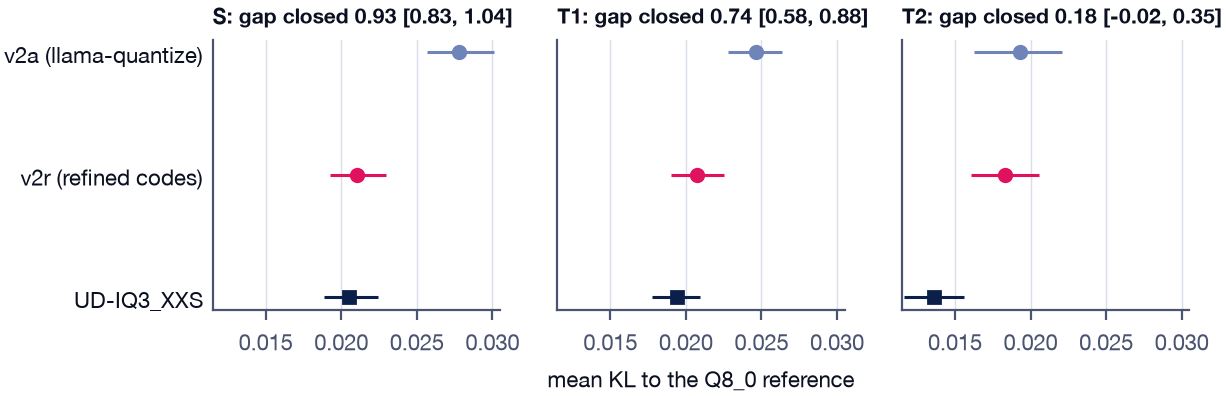 S: gap closed 0.93 [0.83, 1.04]
T1: gap closed 0.74 [0.58, 0.88]
T2: gap closed 0.18 [-0.02, 0.35]
v2a (llama-quantize)
v2r (refined codes)
UD-IQ3_XXS
0.015 0.020 0.025 0.030
0.015 0.020 0.025 0.030
0.015 0.020 0.025 0.030
mean KL to the Q8_0 reference